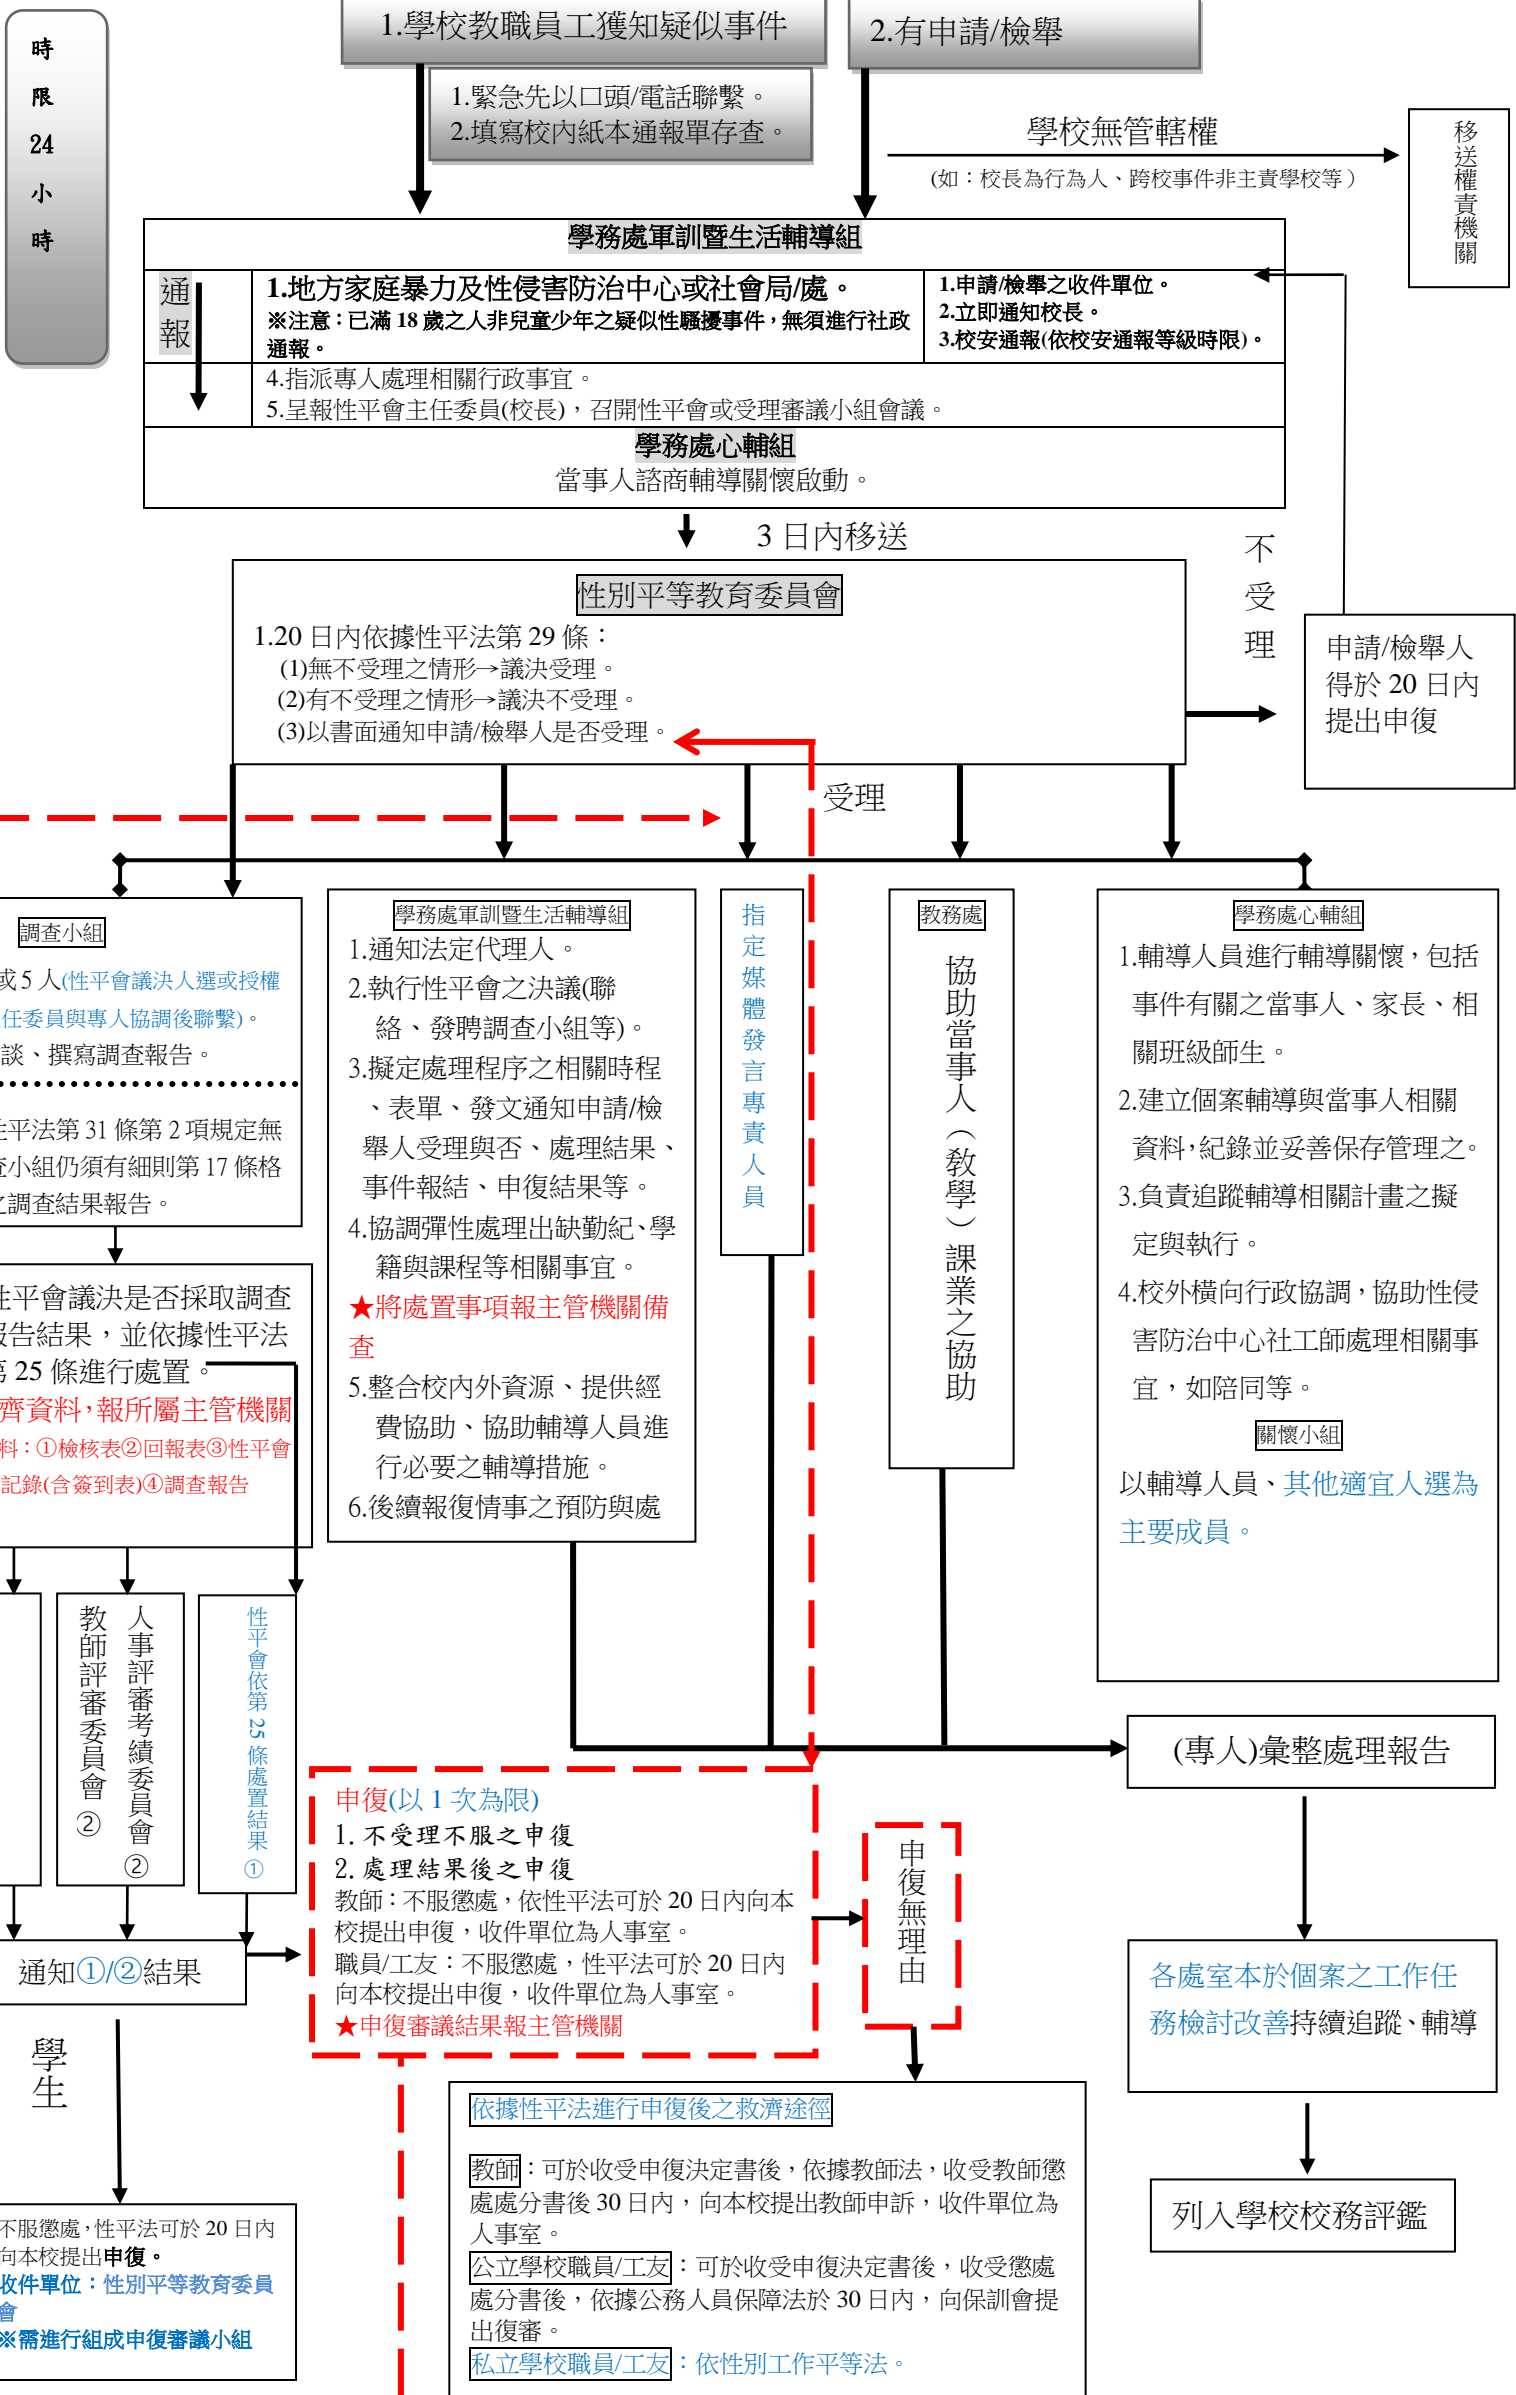 時
限
24
小
時
1.學校教職員工獲知疑似事件
2.有申請/檢舉
1.緊急先以口頭/電話聯繫。
2.填寫校內紙本通報單存查。
學校無管轄權
(如：校長為行為人、跨校事件非主責學校等）
移送權責機關
學務處軍訓暨生活輔導組
通
報
1.地方家庭暴力及性侵害防治中心或社會局/處。
※注意：已滿 18 歲之人非兒童少年之疑似性騷擾事件，無須進行社政
通報。
1.申請/檢舉之收件單位。
2.立即通知校長。
3.校安通報(依校安通報等級時限)。
4.指派專人處理相關行政事宜。
5.呈報性平會主任委員(校長)，召開性平會或受理審議小組會議。
學務處心輔組
當事人諮商輔導關懷啟動。
3 日內移送
不
受
理
性別平等教育委員會
1.20 日內依據性平法第 29 條：
(1)無不受理之情形→議決受理。
(2)有不受理之情形→議決不受理。
(3)以書面通知申請/檢舉人是否受理。
申請/檢舉人
得於 20 日內
提出申復
受理
調查小組
或 5 人(性平會議決人選或授權
任委員與專人協調後聯繫)。
談、撰寫調查報告。
性平法第 31 條第 2 項規定無
查小組仍須有細則第 17 條格
之調查結果報告。
學務處軍訓暨生活輔導組
1.通知法定代理人。
2.執行性平會之決議(聯
絡、發聘調查小組等)。
3.擬定處理程序之相關時程
、表單、發文通知申請/檢
舉人受理與否、處理結果、
事件報結、申復結果等。
4.協調彈性處理出缺勤紀、學
籍與課程等相關事宜。
★將處置事項報主管機關備
查
5.整合校內外資源、提供經
費協助、協助輔導人員進
行必要之輔導措施。
6.後續報復情事之預防與處
指定媒體發言專責人員
教務處
協助當事人（教學）課業之協助
學務處心輔組
1.輔導人員進行輔導關懷，包括
事件有關之當事人、家長、相
關班級師生。
2.建立個案輔導與當事人相關
資料，紀錄並妥善保存管理之。
3.負責追蹤輔導相關計畫之擬
定與執行。
4.校外橫向行政協調，協助性侵
害防治中心社工師處理相關事
宜，如陪同等。
關懷小組
以輔導人員、其他適宜人選為
主要成員。
性平會議決是否採取調查
報告結果，並依據性平法
第 25 條進行處置。
齊資料，報所屬主管機關
料：①檢核表②回報表③性平會
記錄(含簽到表)④調查報告
人事評審考績委員會②
教師評審委員會②
性平會依第 25 條處置結果①
(專人)彙整處理報告
申復(以 1 次為限)
1. 不受理不服之申復
2. 處理結果後之申復
教師：不服懲處，依性平法可於 20 日內向本
校提出申復，收件單位為人事室。
職員/工友：不服懲處，性平法可於 20 日內
向本校提出申復，收件單位為人事室。
★申復審議結果報主管機關
申復無理由
通知①/②結果
各處室本於個案之工作任
務檢討改善持續追蹤、輔導
學
生
依據性平法進行申復後之救濟途徑
教師：可於收受申復決定書後，依據教師法，收受教師懲
處處分書後 30 日內，向本校提出教師申訴，收件單位為
人事室。
公立學校職員/工友：可於收受申復決定書後，收受懲處
處分書後，依據公務人員保障法於 30 日內，向保訓會提
出復審。
私立學校職員/工友：依性別工作平等法。
列入學校校務評鑑
不服懲處，性平法可於 20 日內
向本校提出申復。
收件單位：性別平等教育委員
會
※需進行組成申復審議小組